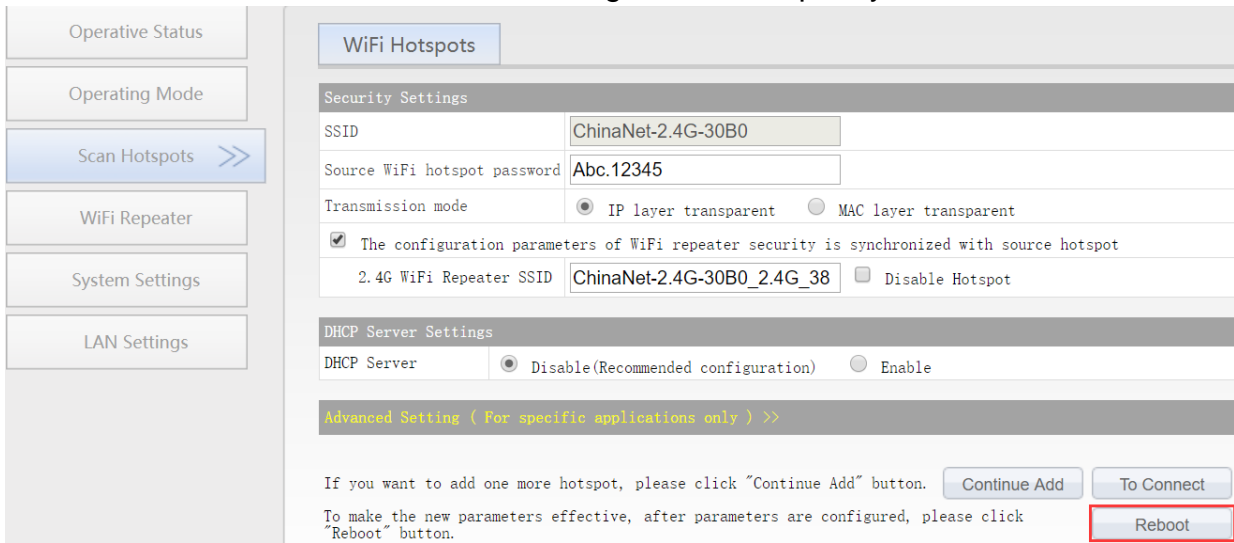 Operative Status
Operating Mode
Scan Hotspots >>
WiFi Repeater
System Settings
LAN Settings
WiFi Hotspots
Security Settings
SSID ChinaNet-2.4G-30B0
Source WiFi hotspot password Abc.12345
Transmission mode IP layer transparent MAC layer transparent
The configuration parameters of WiFi repeater security is synchronized with source hotspot
2.4G WiFi Repeater SSID ChinaNet-2.4G-30B0_2.4G_38 Disable Hotspot
DHCP Server Settings
DHCP Server Disable(Recommended configuration) Enable
Advanced Setting ( For specific applications only ) >>
If you want to add one more hotspot, please click "Continue Add" button. Continue Add To Connect
To make the new parameters effective, after parameters are configured, please click
"Reboot" button. Reboot